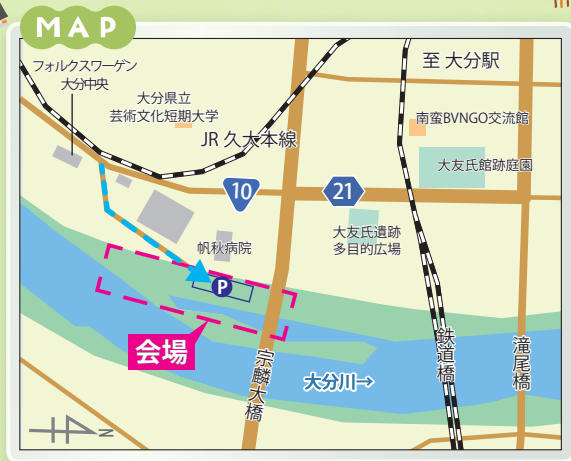 MAP
フォルクスワーゲン
大分中央
大分県立
芸術文化短期大学
JR 久大本線
至 大分駅
南蛮BVNGO交流館
大友氏館跡庭園
10
21
大友氏遺跡
多目的広場
帆秋病院
P
会場
宗麟大橋
大分川→
鉄道橋
滝尾橋
N